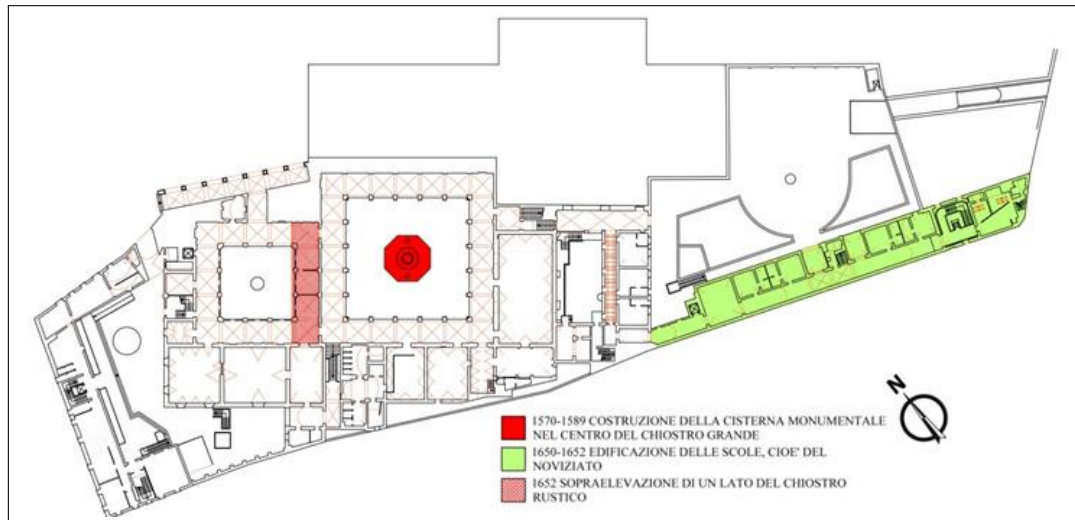 N
1570-1589 COSTRUZIONE DELLA CISTERNA MONUMENTALE
NEL CENTRO DEL CHIOSTRO GRANDE
1650-1652 EDIFICAZIONE DELLE SCOLE, CIOE' DEL
NOVIZIATO
1652 SOPRAELEVAZIONE DI UN LATO DEL CHIOSTRO
RUSTICO